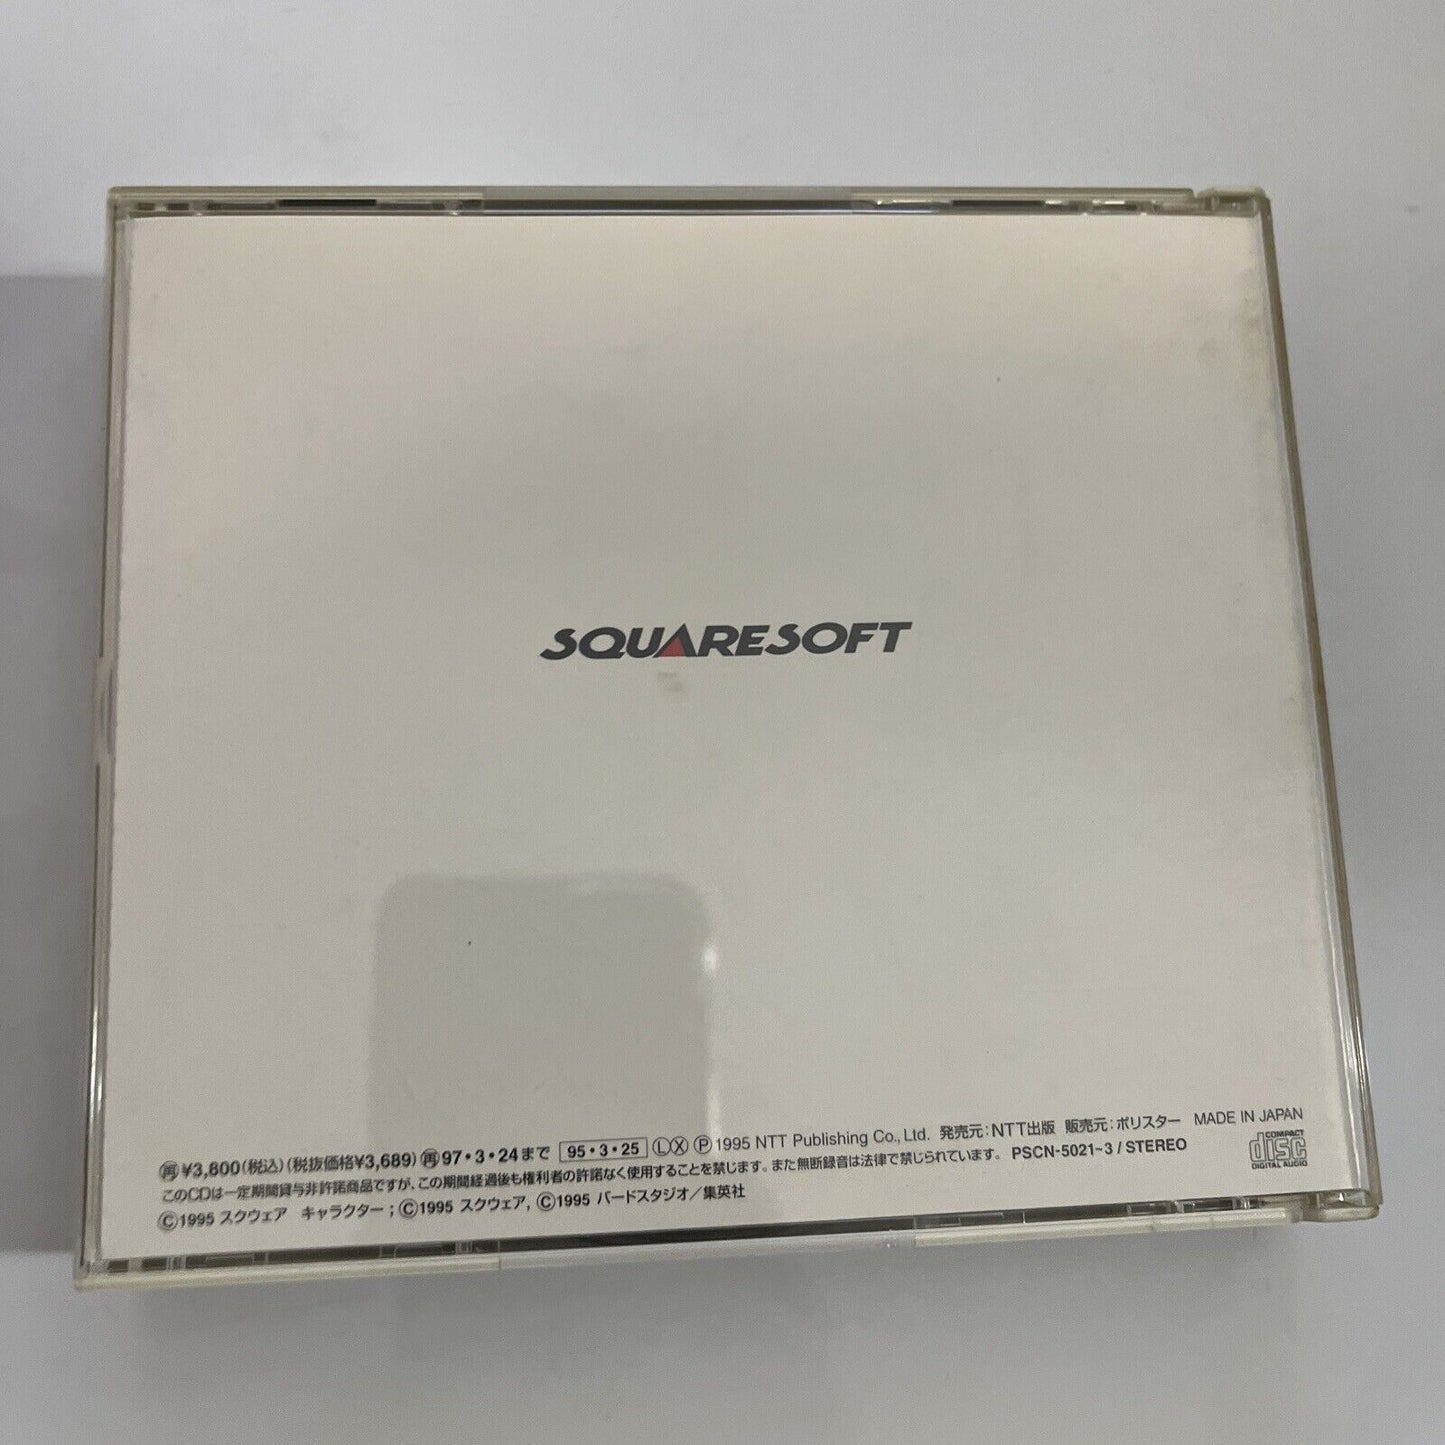 SQUARESOFT
再¥3,800(税込)(税抜価格¥3,689)再97・3・24まで 95・3・25 ⓁⓍ Ⓟ1995 NTT Publishing Co., Ltd. 発売元:NTT出版 販売元:ポリスター MADE IN JAPAN
このCDは一定期間貸与非許諾商品ですが、この期間経過後も権利者の許諾なく使用することを禁じます。また無断録音は法律で禁じられています。 PSCN-5021~3 / STEREO
Ⓒ1995 スクウェア キャラクター;Ⓒ1995 スクウェア, Ⓒ1995 バードスタジオ/集英社
COMPACT
disc
DIGITAL AUDIO